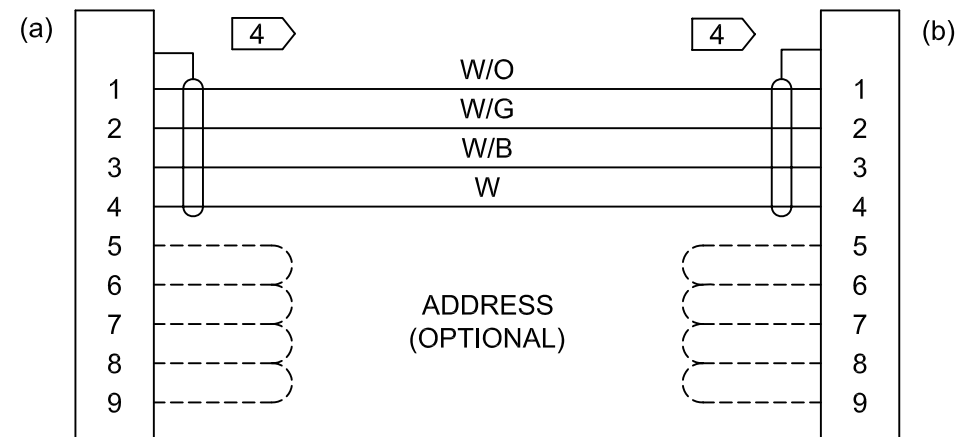 (a) 4 4 (b)
W/O
1 1
W/G
2 2
W/B
3 3
W
4 4
5 5
6 6
ADDRESS
7 7
(OPTIONAL)
8 8
9 9